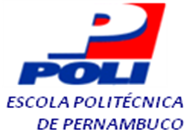 POLI
ESCOLA POLITÉCNICA
DE PERNAMBUCO